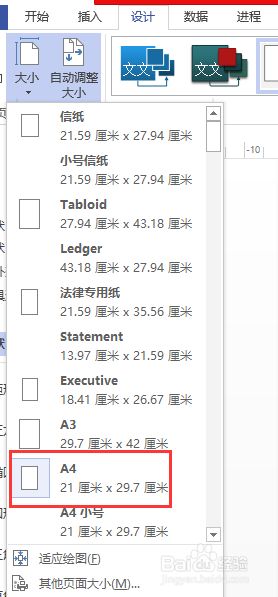 开始 插入 设计 数据 进程
大小 自动调整
大小
文文 文文
-10
信纸
21.59 厘米 x 27.94 厘米
小号信纸
21.59 厘米 x 27.94 厘米
Tabloid
27.94 厘米 x 43.18 厘米
Ledger
43.18 厘米 x 27.94 厘米
法律专用纸
21.59 厘米 x 35.56 厘米
Statement
13.97 厘米 x 21.59 厘米
Executive
18.41 厘米 x 26.67 厘米
A3
29.7 厘米 x 42 厘米
A4
21 厘米 x 29.7 厘米
A4 小号
21 厘米 x 29.7 厘米
适应绘图(F)
其他页面大小(M)...
Baidu 经验
jingyan.baidu.com